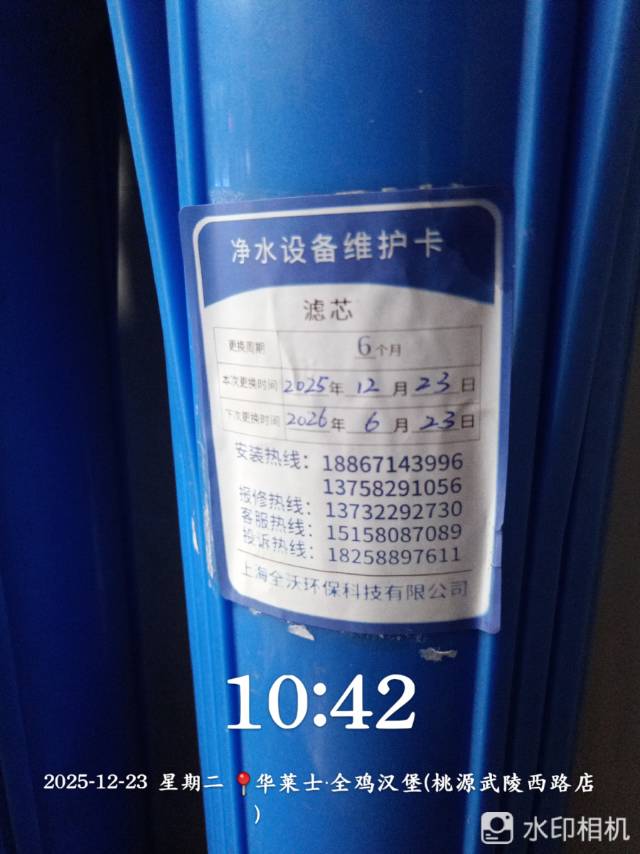 净水设备维护卡
滤芯
更换周期 6个月
本次更换时间 2025年 12月 23日
下次更换时间 2026年 6月 23日
安装热线：18867143996
13758291056
报修热线：13732292730
客服热线：15158087089
投诉热线：18258897611
上海全沃环保科技有限公司
10:42
2025-12-23 星期二 📍华莱士·全鸡汉堡(桃源武陵西路店
)
水印相机